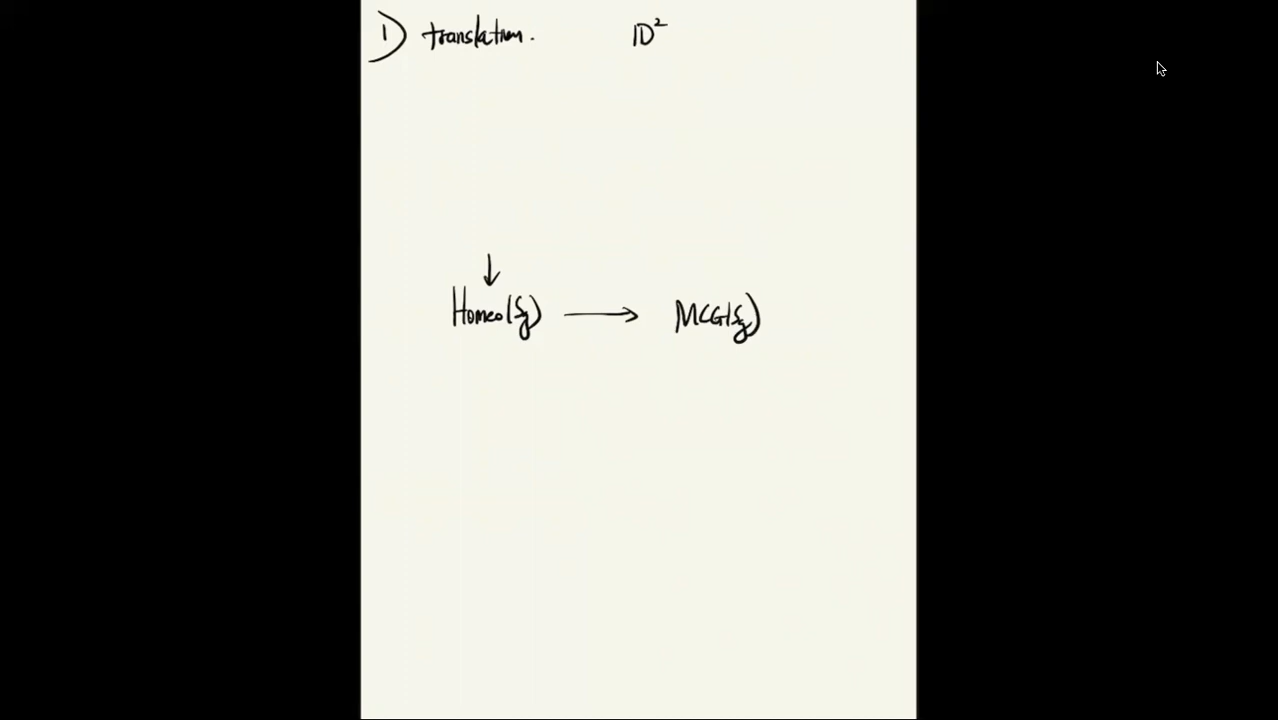 1) translation. 𝔻²
↓
Homeo(Sg) ⟶ MCG(Sg)